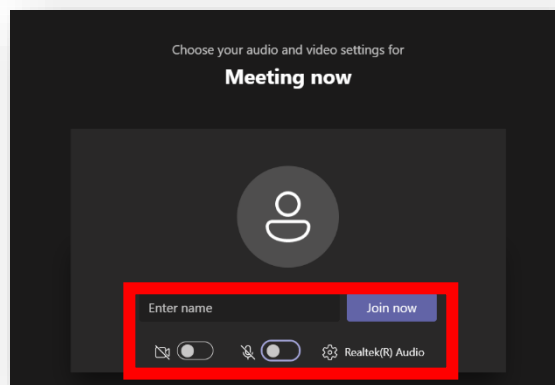 Choose your audio and video settings for
Meeting now
Enter name
Join now
Realtek(R) Audio